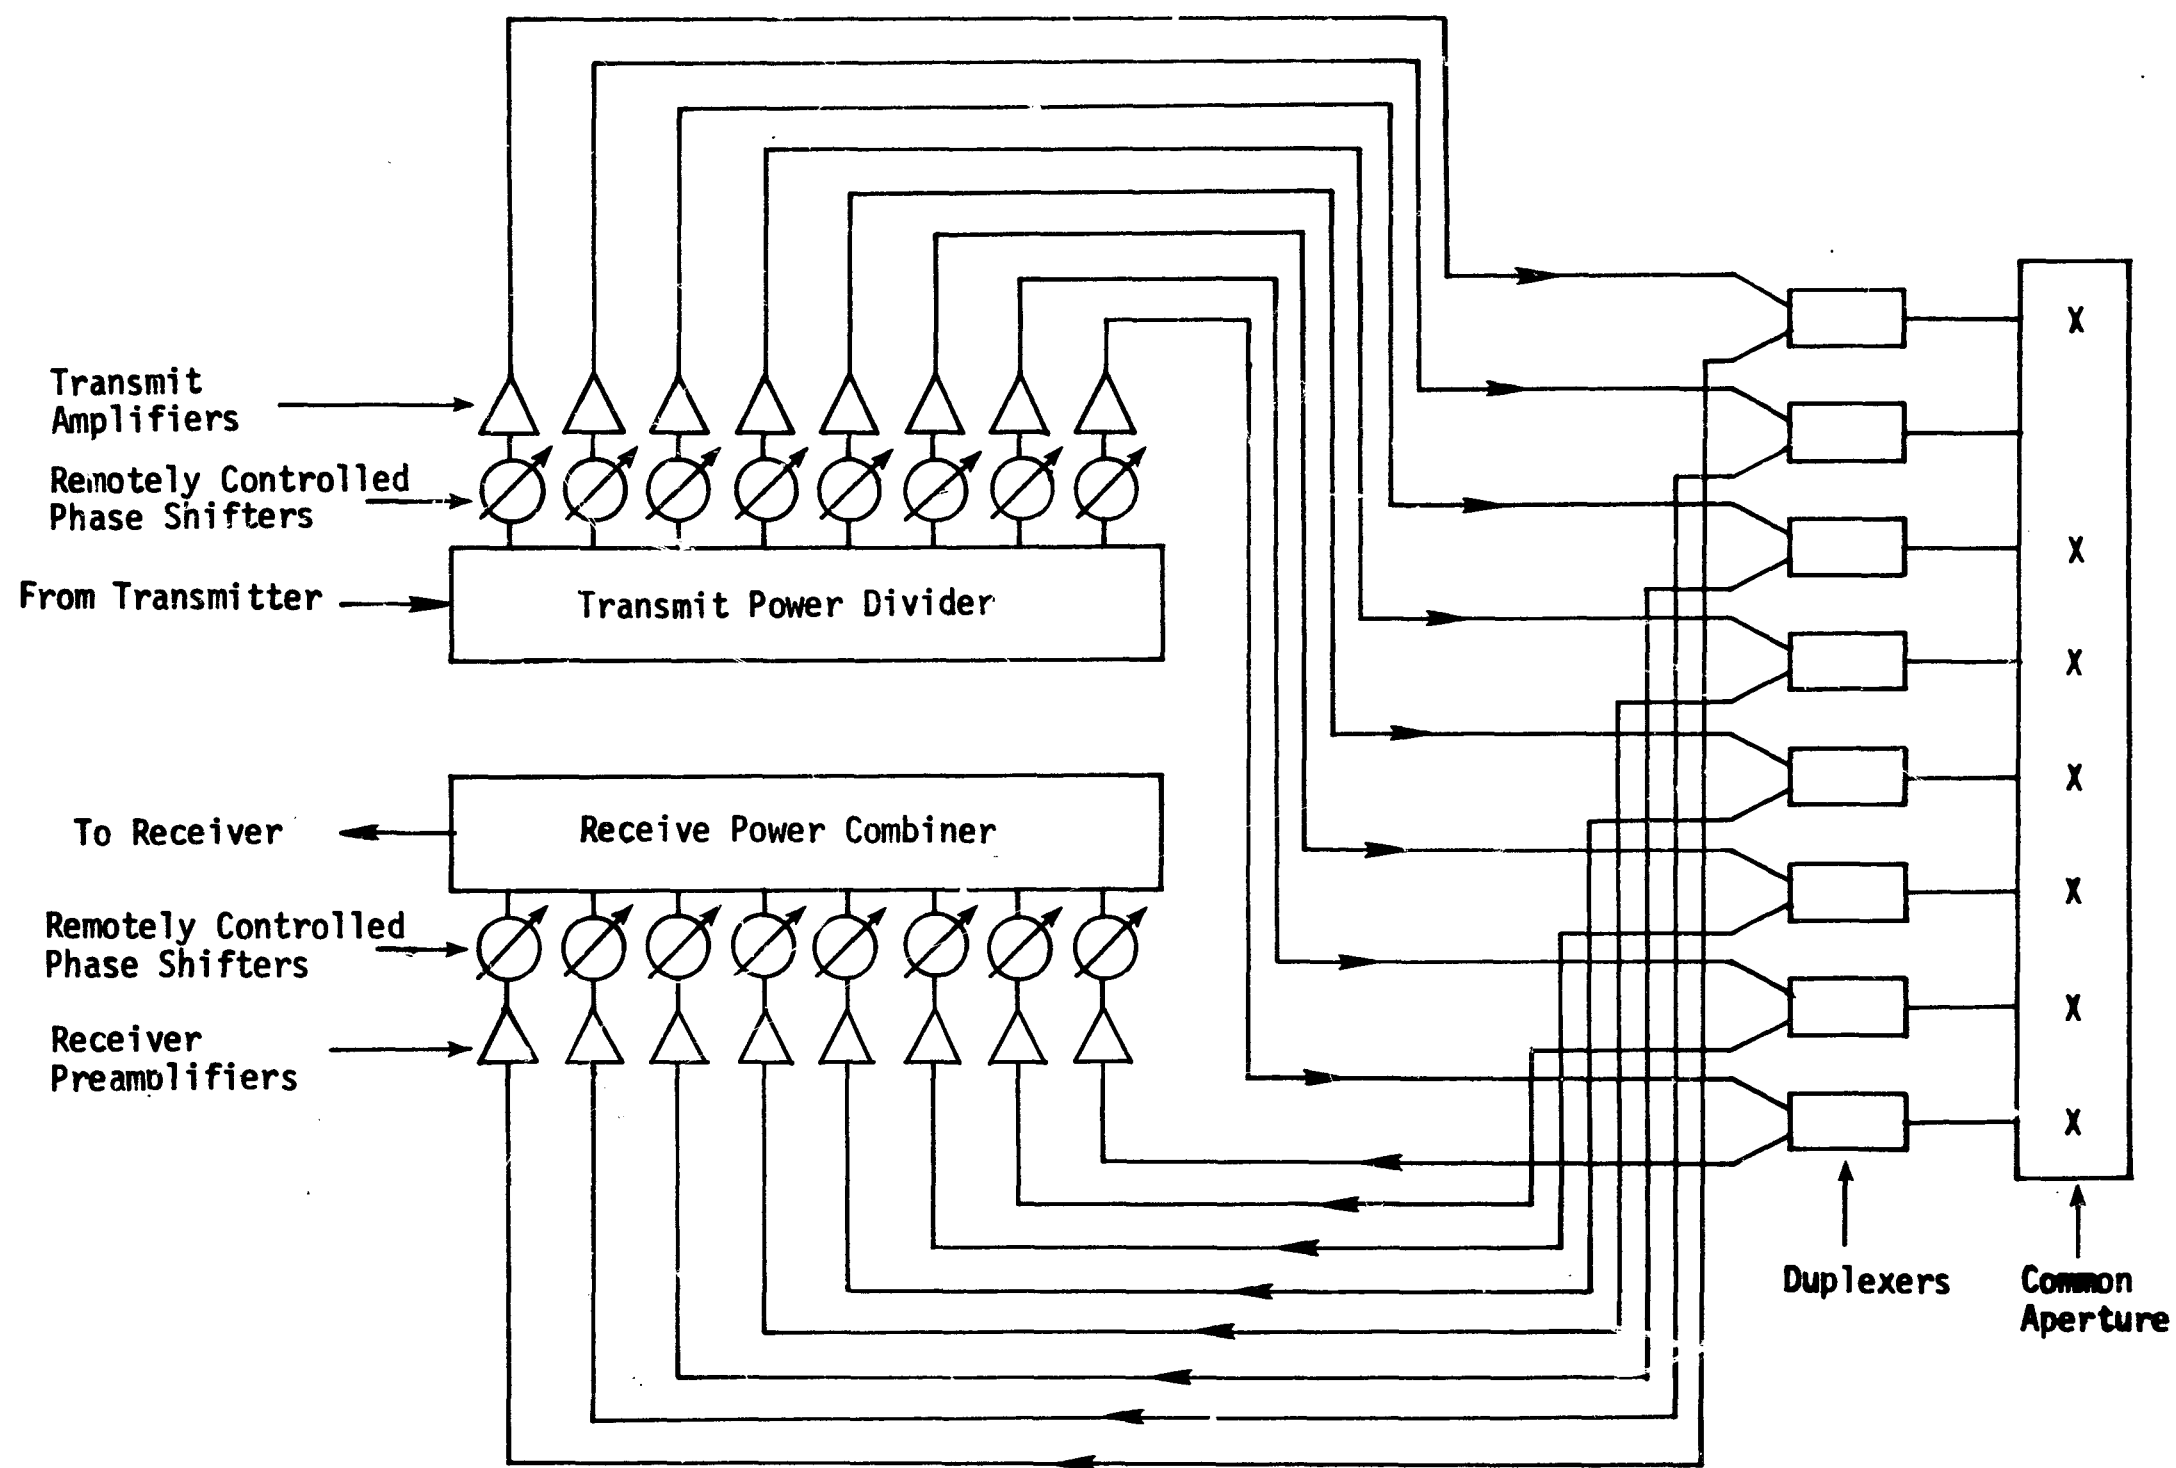 Transmit
Amplifiers
Remotely Controlled
Phase Shifters
From Transmitter
Transmit Power Divider
To Receiver
Receive Power Combiner
Remotely Controlled
Phase Shifters
Receiver
Preamplifiers
X
X
X
X
X
X
X
Duplexers
Common
Aperture